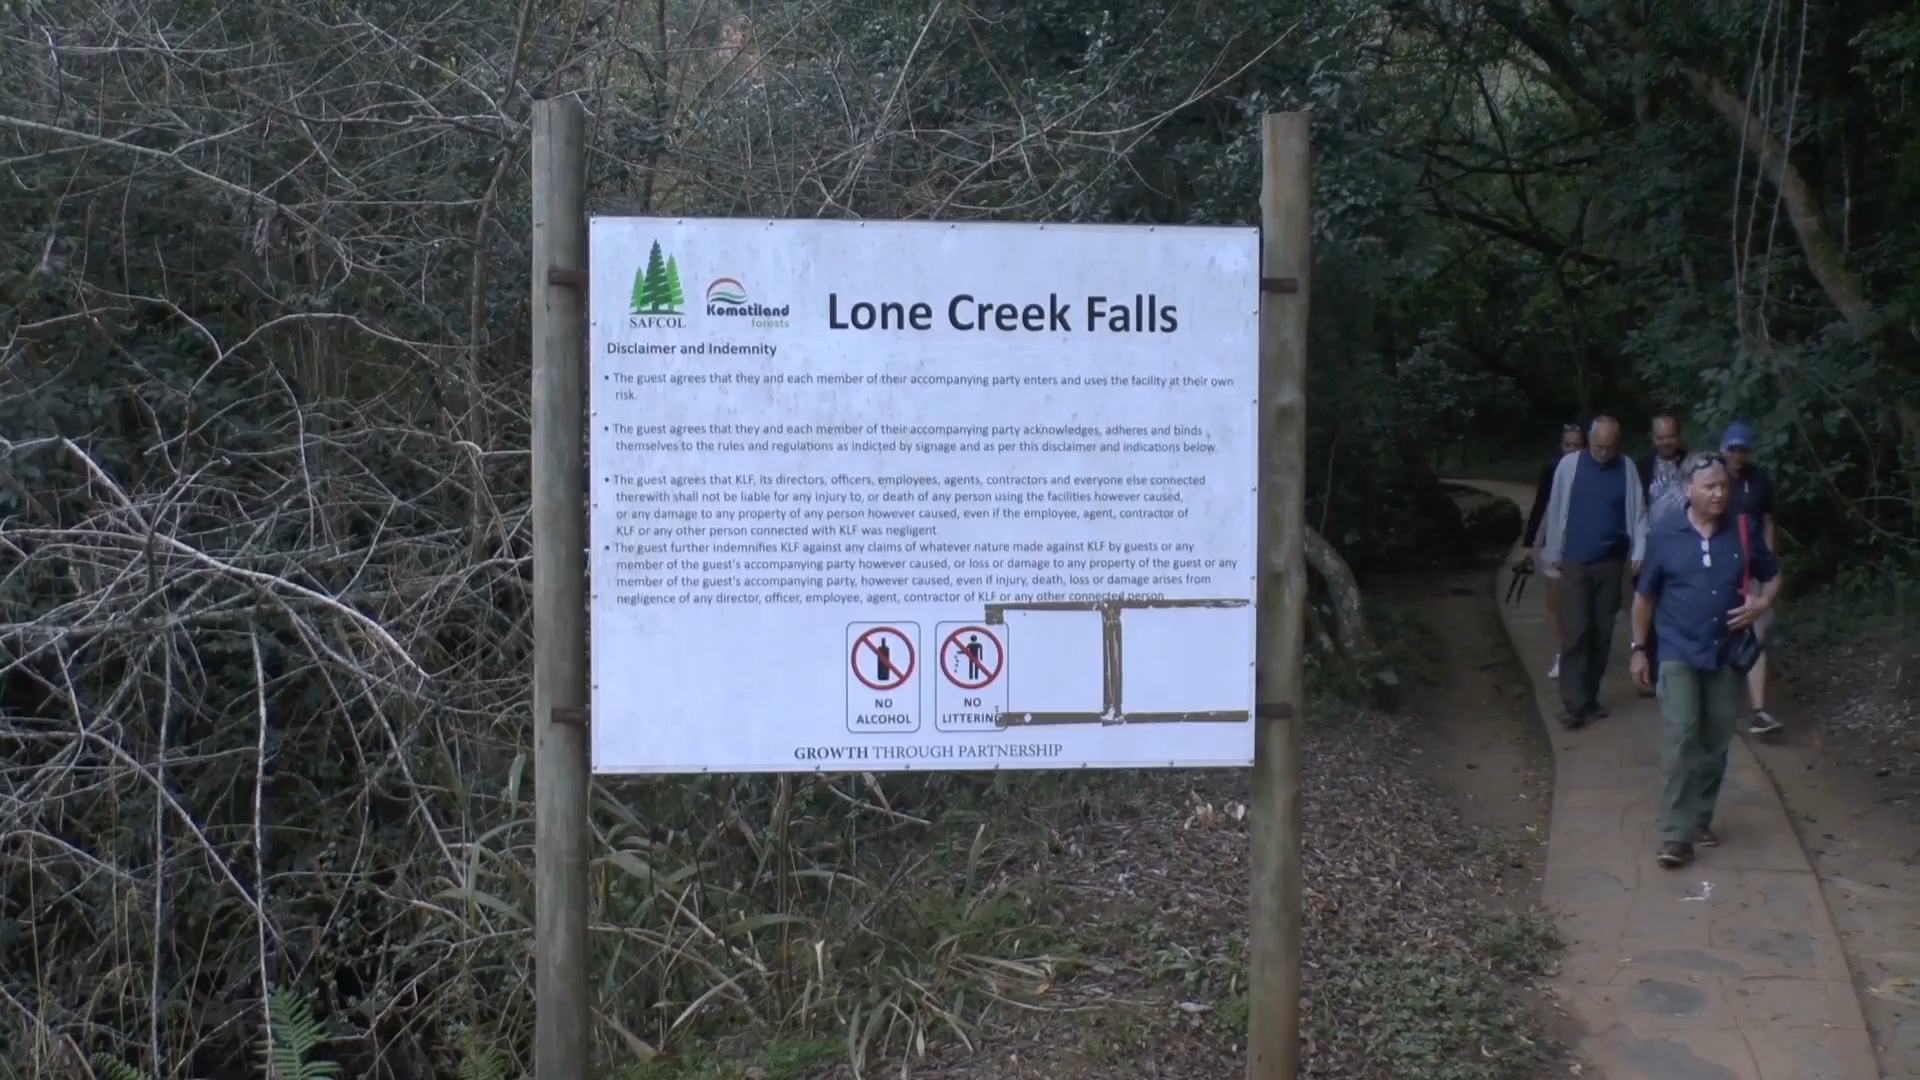 SAFCOL
Komatiland
forests
Lone Creek Falls
Disclaimer and Indemnity
• The guest agrees that they and each member of their accompanying party enters and uses the facility at their own
risk.
• The guest agrees that they and each member of their accompanying party acknowledges, adheres and binds
themselves to the rules and regulations as indicted by signage and as per this disclaimer and indications below.
• The guest agrees that KLF, its directors, officers, employees, agents, contractors and everyone else connected
therewith shall not be liable for any injury to, or death of any person using the facilities however caused,
or any damage to any property of any person however caused, even if the employee, agent, contractor of
KLF or any other person connected with KLF was negligent.
• The guest further indemnifies KLF against any claims of whatever nature made against KLF by guests or any
member of the guest's accompanying party however caused, or loss or damage to any property of the guest or any
member of the guest's accompanying party, however caused, even if injury, death, loss or damage arises from
negligence of any director, officer, employee, agent, contractor of KLF or any other connected person
NO
ALCOHOL
NO
LITTERING
GROWTH THROUGH PARTNERSHIP